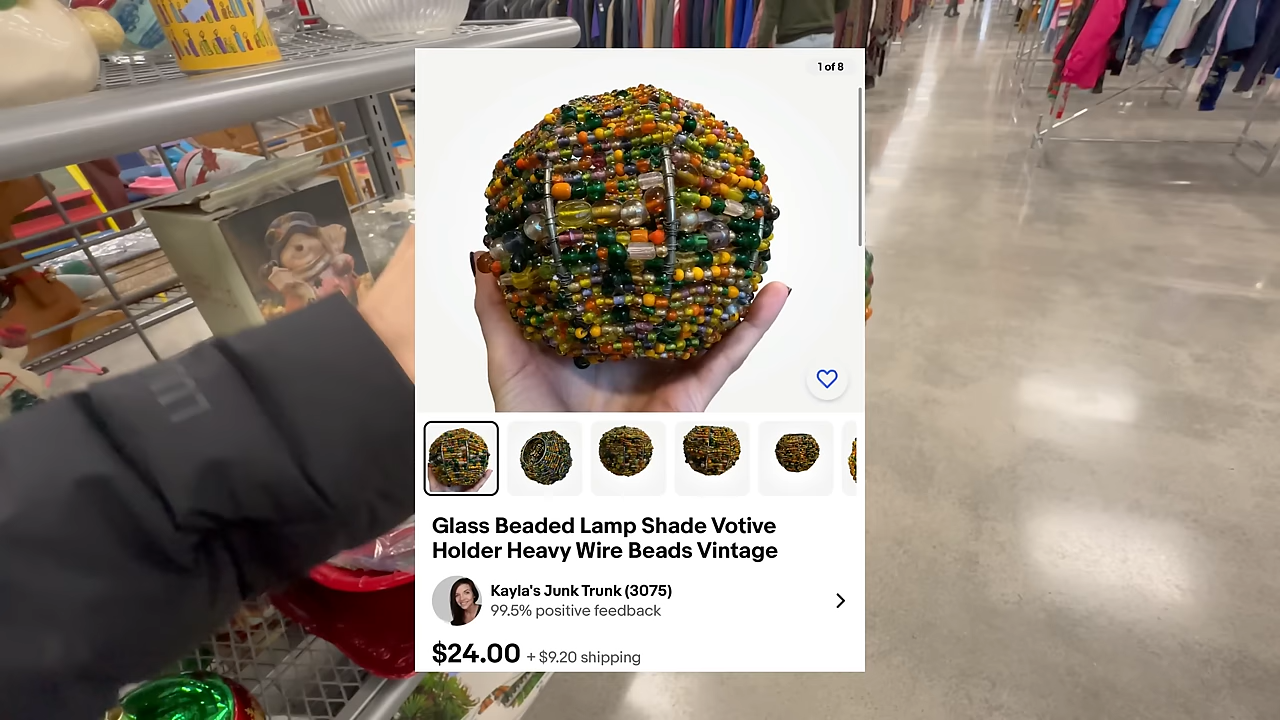 1 of 8
Glass Beaded Lamp Shade Votive
Holder Heavy Wire Beads Vintage
Kayla's Junk Trunk (3075)
99.5% positive feedback
$24.00 + $9.20 shipping